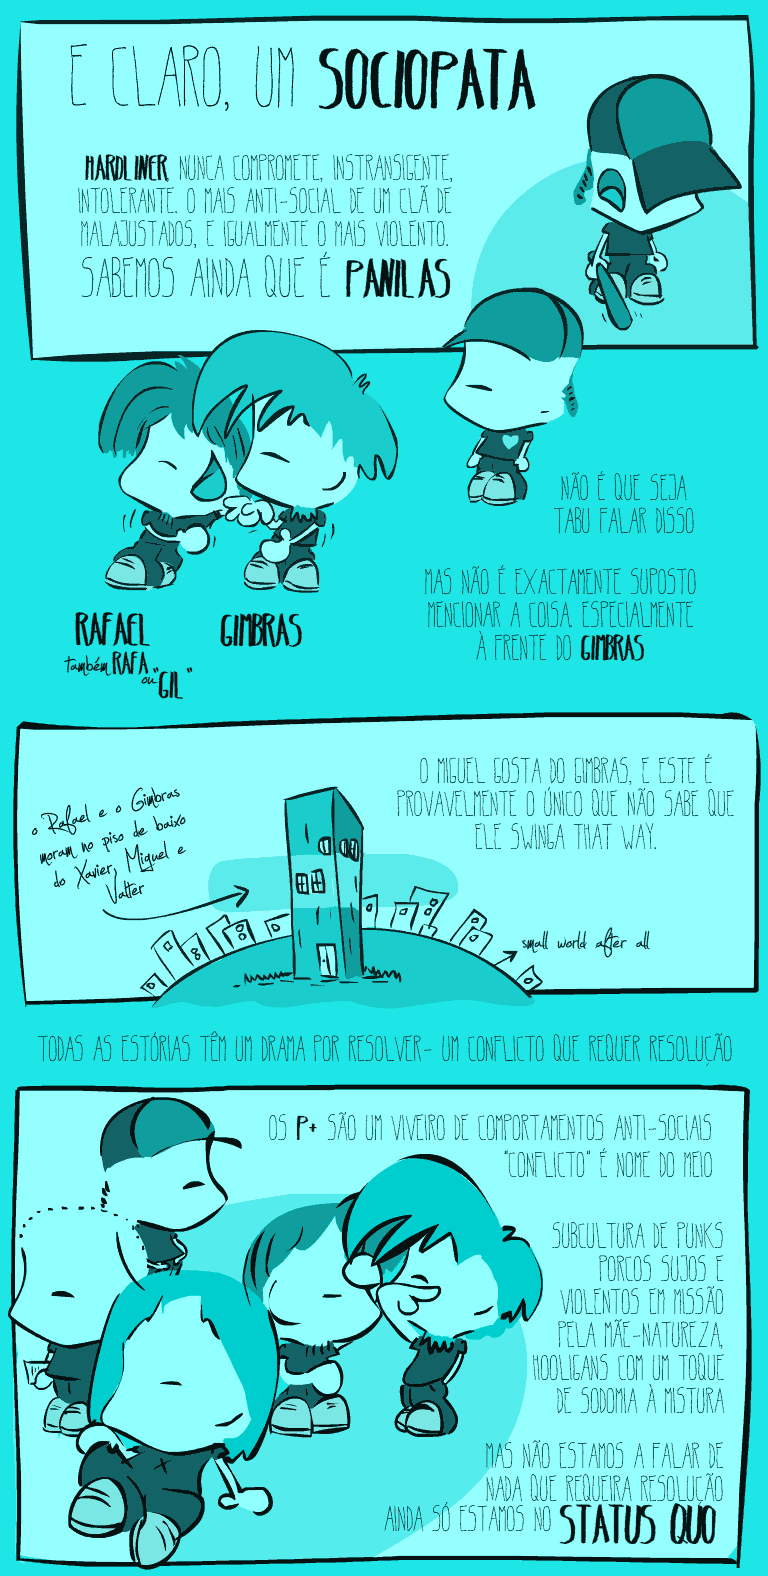 E CLARO, UM SOCIOPATA
HARDLINER NUNCA COMPROMETE, INSTRANSIGENTE,
INTOLERANTE. O MAIS ANTI-SOCIAL DE UM CLÃ DE
MALAJUSTADOS, E IGUALMENTE O MAIS VIOLENTO.
SABEMOS AINDA QUE É PANILAS
NÃO É QUE SEJA
TABU FALAR DISSO
MAS NÃO É EXACTAMENTE SUPOSTO
MENCIONAR A COISA. ESPECIALMENTE
À FRENTE DO GIMBRAS
RAFAEL
também RAFA
ou "GIL"
GIMBRAS
O MIGUEL GOSTA DO GIMBRAS, E ESTE É
PROVAVELMENTE O ÚNICO QUE NÃO SABE QUE
ELE SWINGA THAT WAY.
o Rafael e o Gimbras
moram no piso de baixo
do Xavier, Miguel e
Valter
small world after all
TODAS AS ESTÓRIAS TÊM UM DRAMA POR RESOLVER- UM CONFLICTO QUE REQUER RESOLUÇÃO
OS P+ SÃO UM VIVEIRO DE COMPORTAMENTOS ANTI-SOCIAIS
"CONFLICTO" É NOME DO MEIO
SUBCULTURA DE PUNKS
PORCOS SUJOS E
VIOLENTOS EM MISSÃO
PELA MÃE-NATUREZA,
HOOLIGANS COM UM TOQUE
DE SODOMIA À MISTURA
MAS NÃO ESTAMOS A FALAR DE
NADA QUE REQUEIRA RESOLUÇÃO
AINDA SÓ ESTAMOS NO STATUS QUO